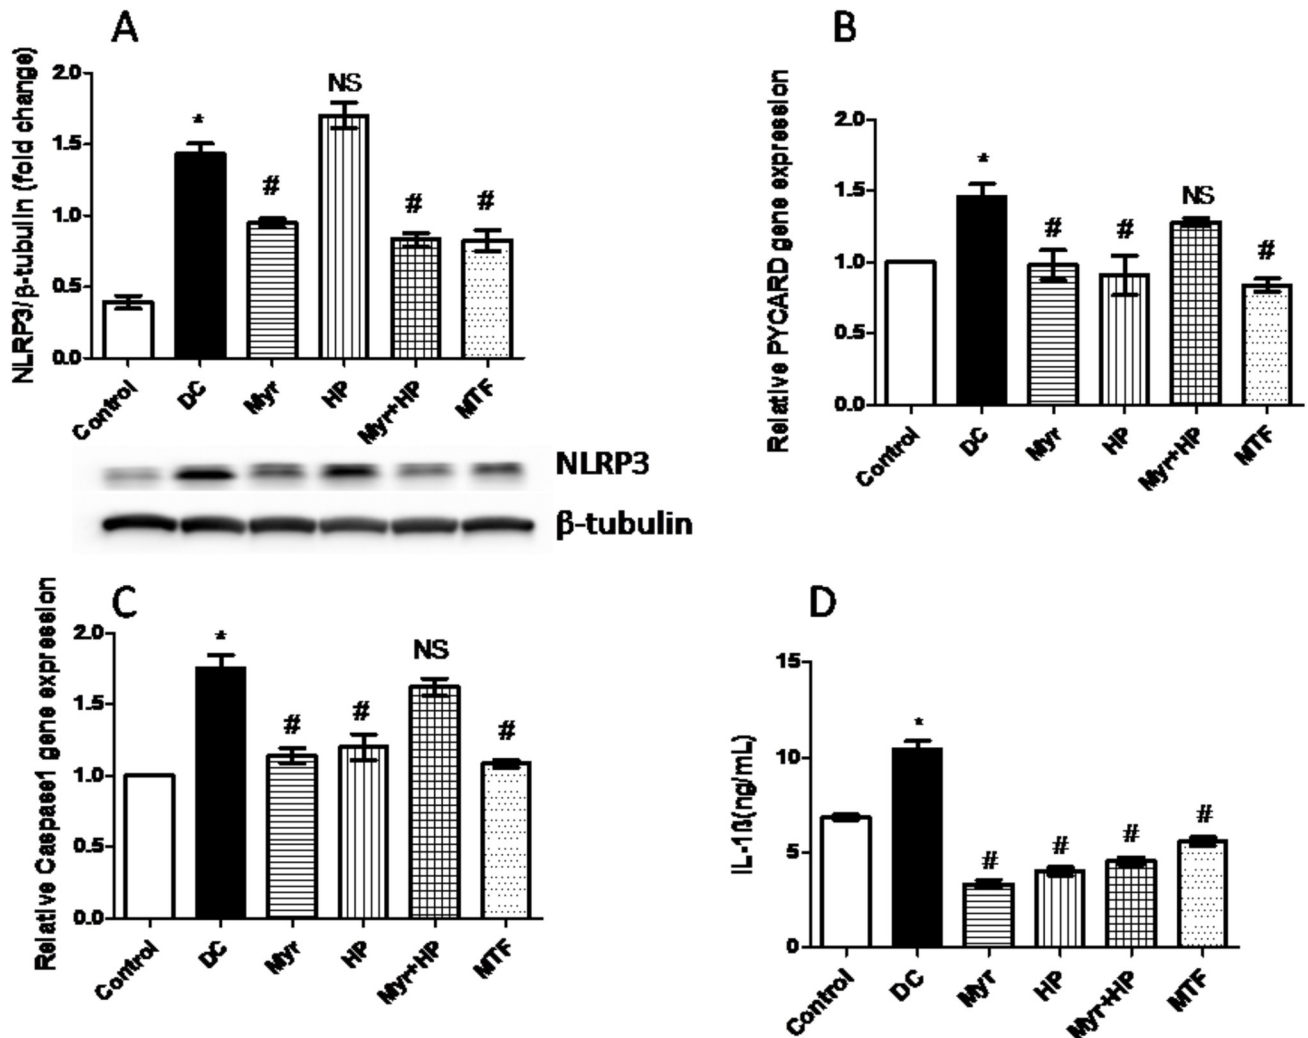 A
NLRP3/β-tubulin (fold change)
2.0
1.5
1.0
0.5
0.0
*
#
NS
#
#
Control
DC
Myr
HP
Myr+HP
MTF
NLRP3
β-tubulin
B
Relative PYCARD gene expression
2.0
1.5
1.0
0.5
0.0
*
#
#
NS
#
Control
DC
Myr
HP
Myr+HP
MTF
C
Relative Caspase1 gene expression
2.0
1.5
1.0
0.5
0.0
*
#
#
NS
#
Control
DC
Myr
HP
Myr+HP
MTF
D
IL-1ß(ng/mL)
15
10
5
0
*
#
#
#
#
Control
DC
Myr
HP
Myr+HP
MTF